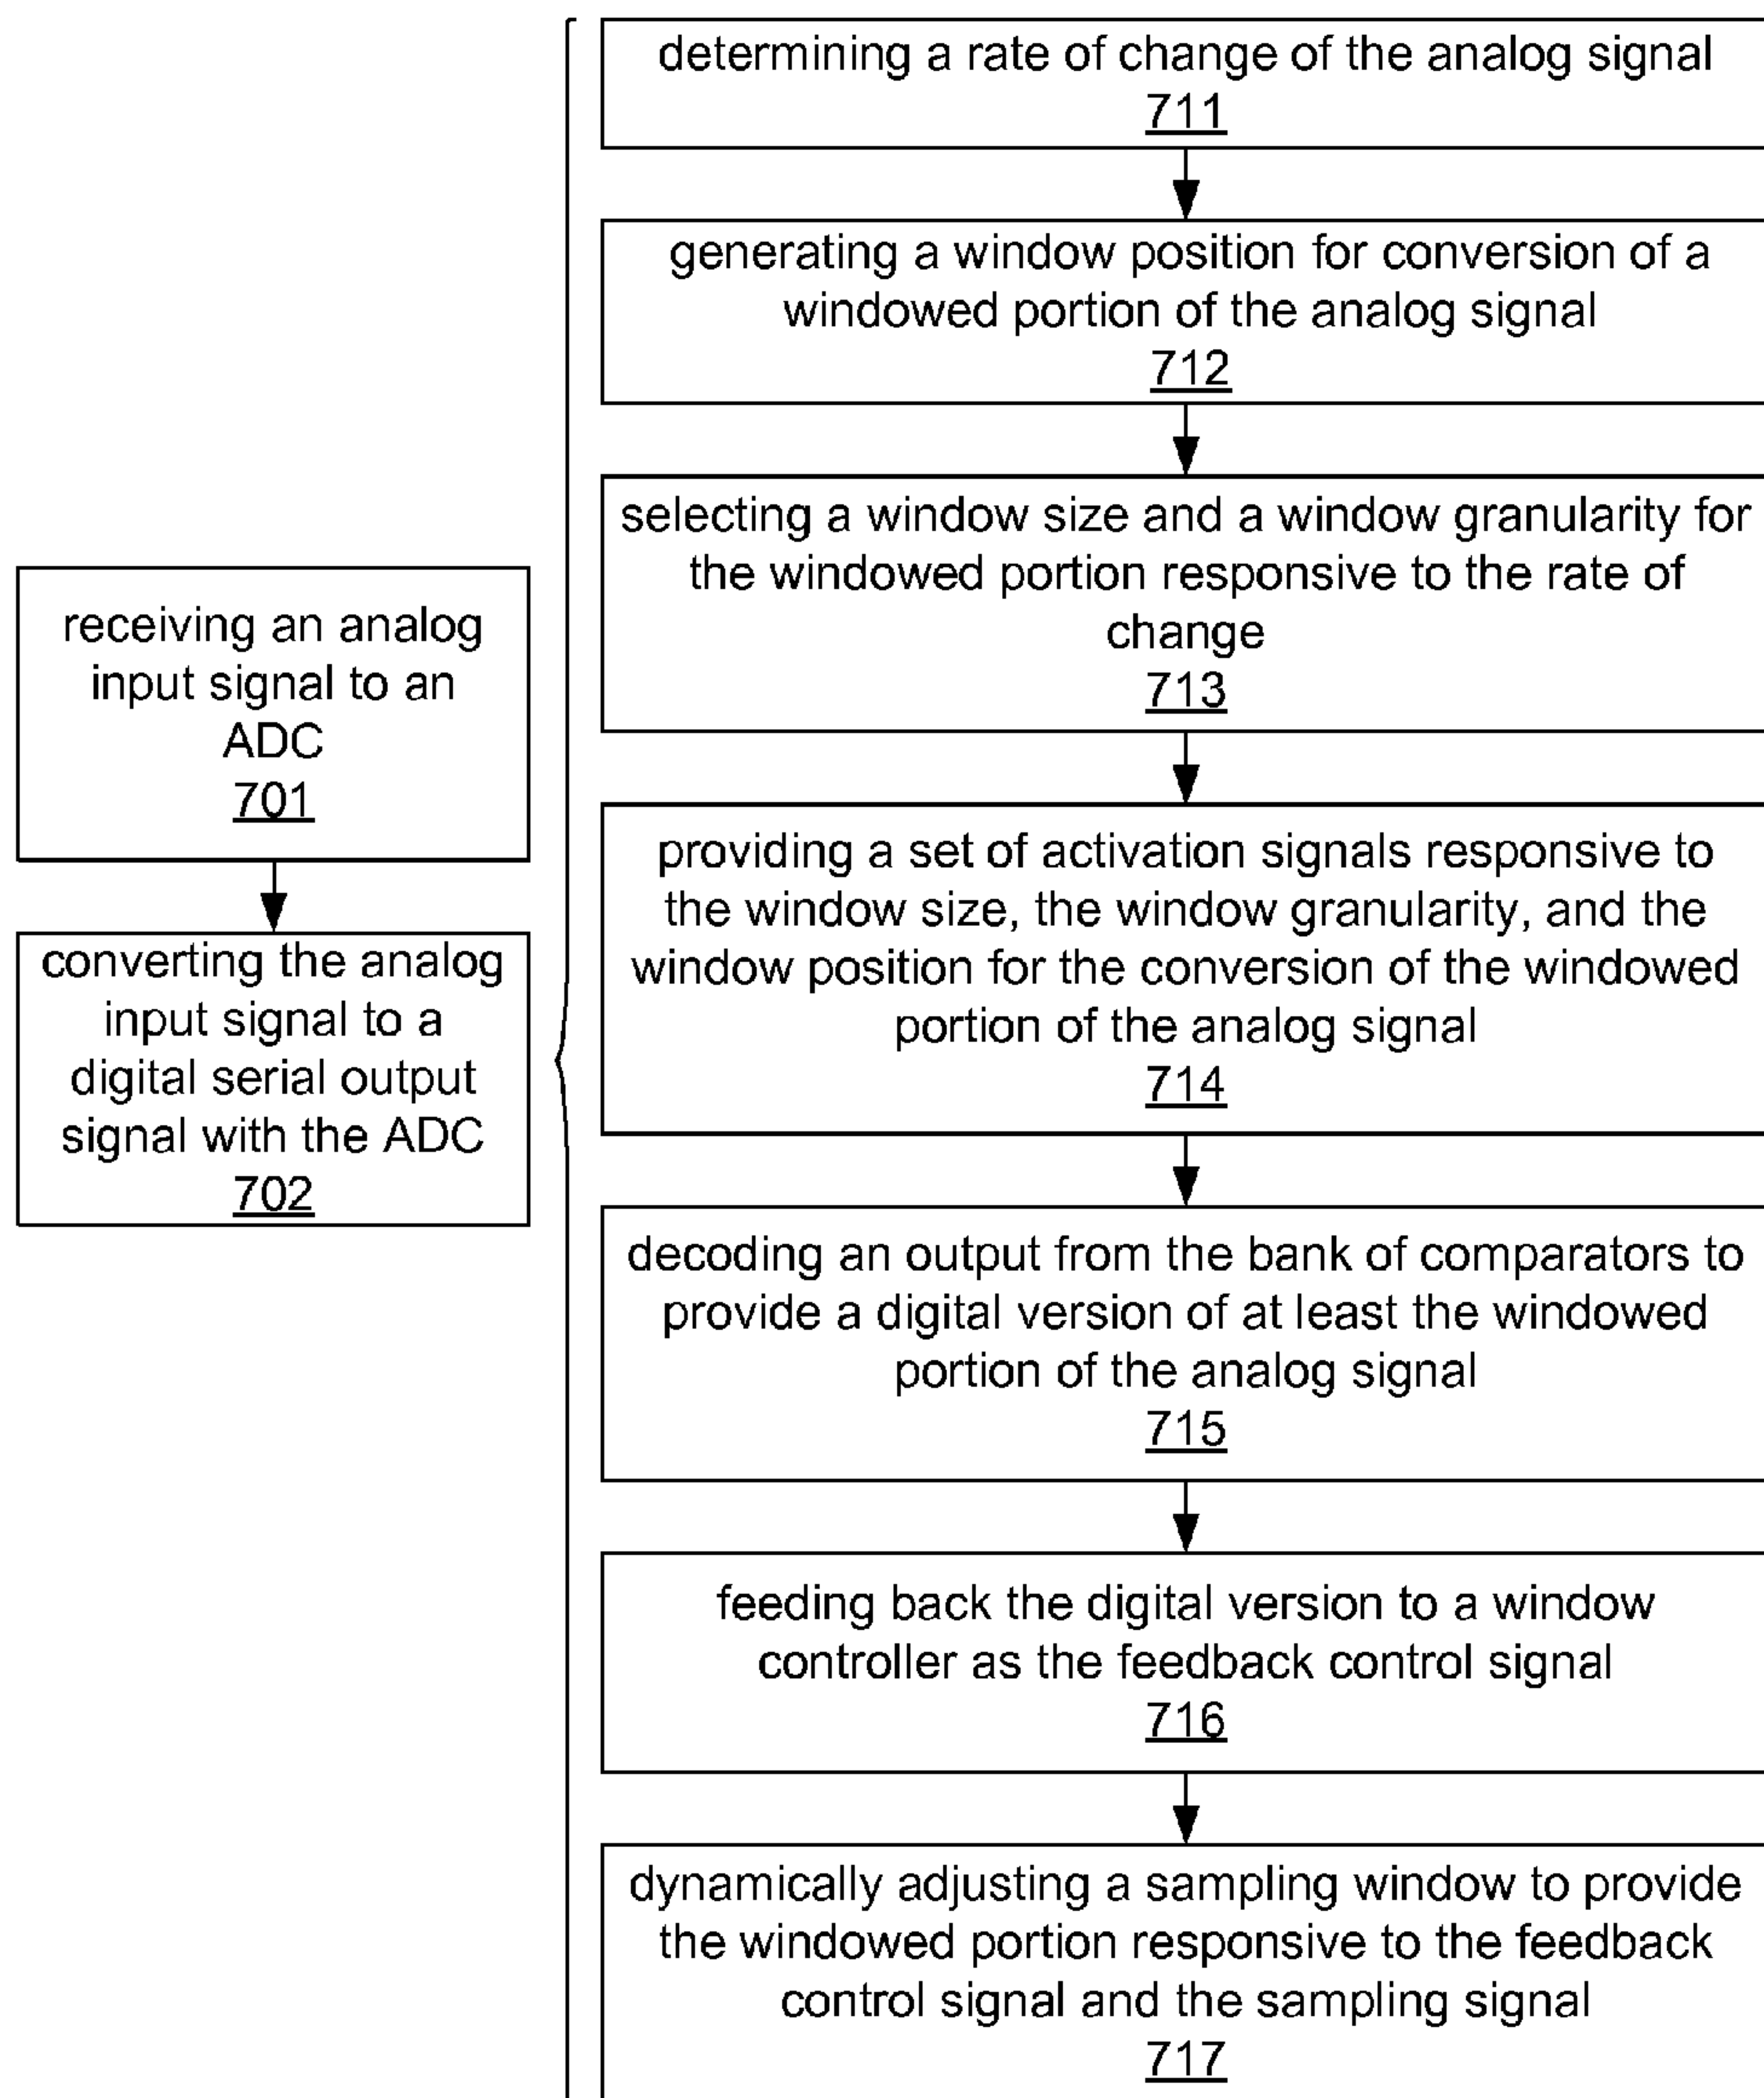 receiving an analog
input signal to an
ADC
701
converting the analog
input signal to a
digital serial output
signal with the ADC
702
determining a rate of change of the analog signal
711
generating a window position for conversion of a
windowed portion of the analog signal
712
selecting a window size and a window granularity for
the windowed portion responsive to the rate of
change
713
providing a set of activation signals responsive to
the window size, the window granularity, and the
window position for the conversion of the windowed
portion of the analog signal
714
decoding an output from the bank of comparators to
provide a digital version of at least the windowed
portion of the analog signal
715
feeding back the digital version to a window
controller as the feedback control signal
716
dynamically adjusting a sampling window to provide
the windowed portion responsive to the feedback
control signal and the sampling signal
717